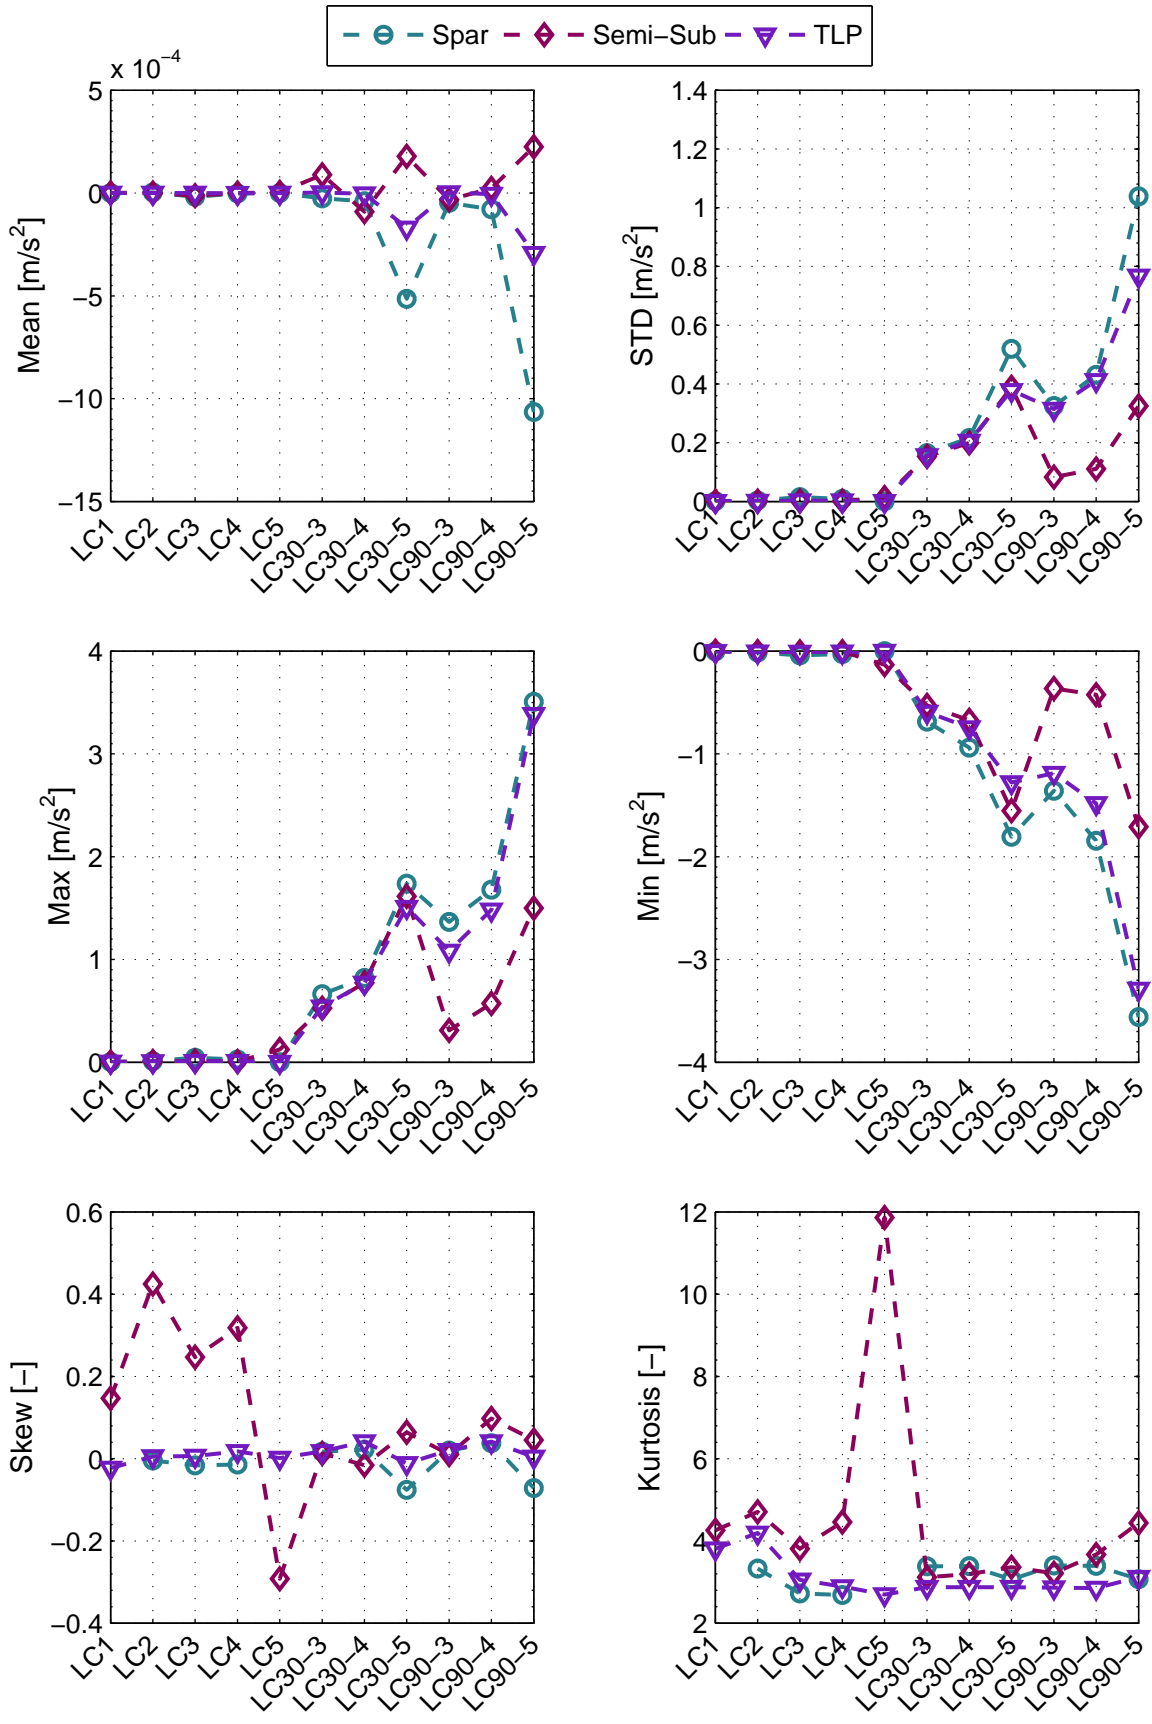 Spar Semi−Sub TLP
x 10−4
5
0
−5
−10
−15
Mean [m/s2]
LC1 LC2 LC3 LC4 LC5 LC30−3 LC30−4 LC30−5 LC90−3 LC90−4 LC90−5
1.4
1.2
1
0.8
0.6
0.4
0.2
0
STD [m/s2]
LC1 LC2 LC3 LC4 LC5 LC30−3 LC30−4 LC30−5 LC90−3 LC90−4 LC90−5
4
3
2
1
0
Max [m/s2]
LC1 LC2 LC3 LC4 LC5 LC30−3 LC30−4 LC30−5 LC90−3 LC90−4 LC90−5
0
−1
−2
−3
−4
Min [m/s2]
LC1 LC2 LC3 LC4 LC5 LC30−3 LC30−4 LC30−5 LC90−3 LC90−4 LC90−5
0.6
0.4
0.2
0
−0.2
−0.4
Skew [−]
LC1 LC2 LC3 LC4 LC5 LC30−3 LC30−4 LC30−5 LC90−3 LC90−4 LC90−5
12
10
8
6
4
2
Kurtosis [−]
LC1 LC2 LC3 LC4 LC5 LC30−3 LC30−4 LC30−5 LC90−3 LC90−4 LC90−5